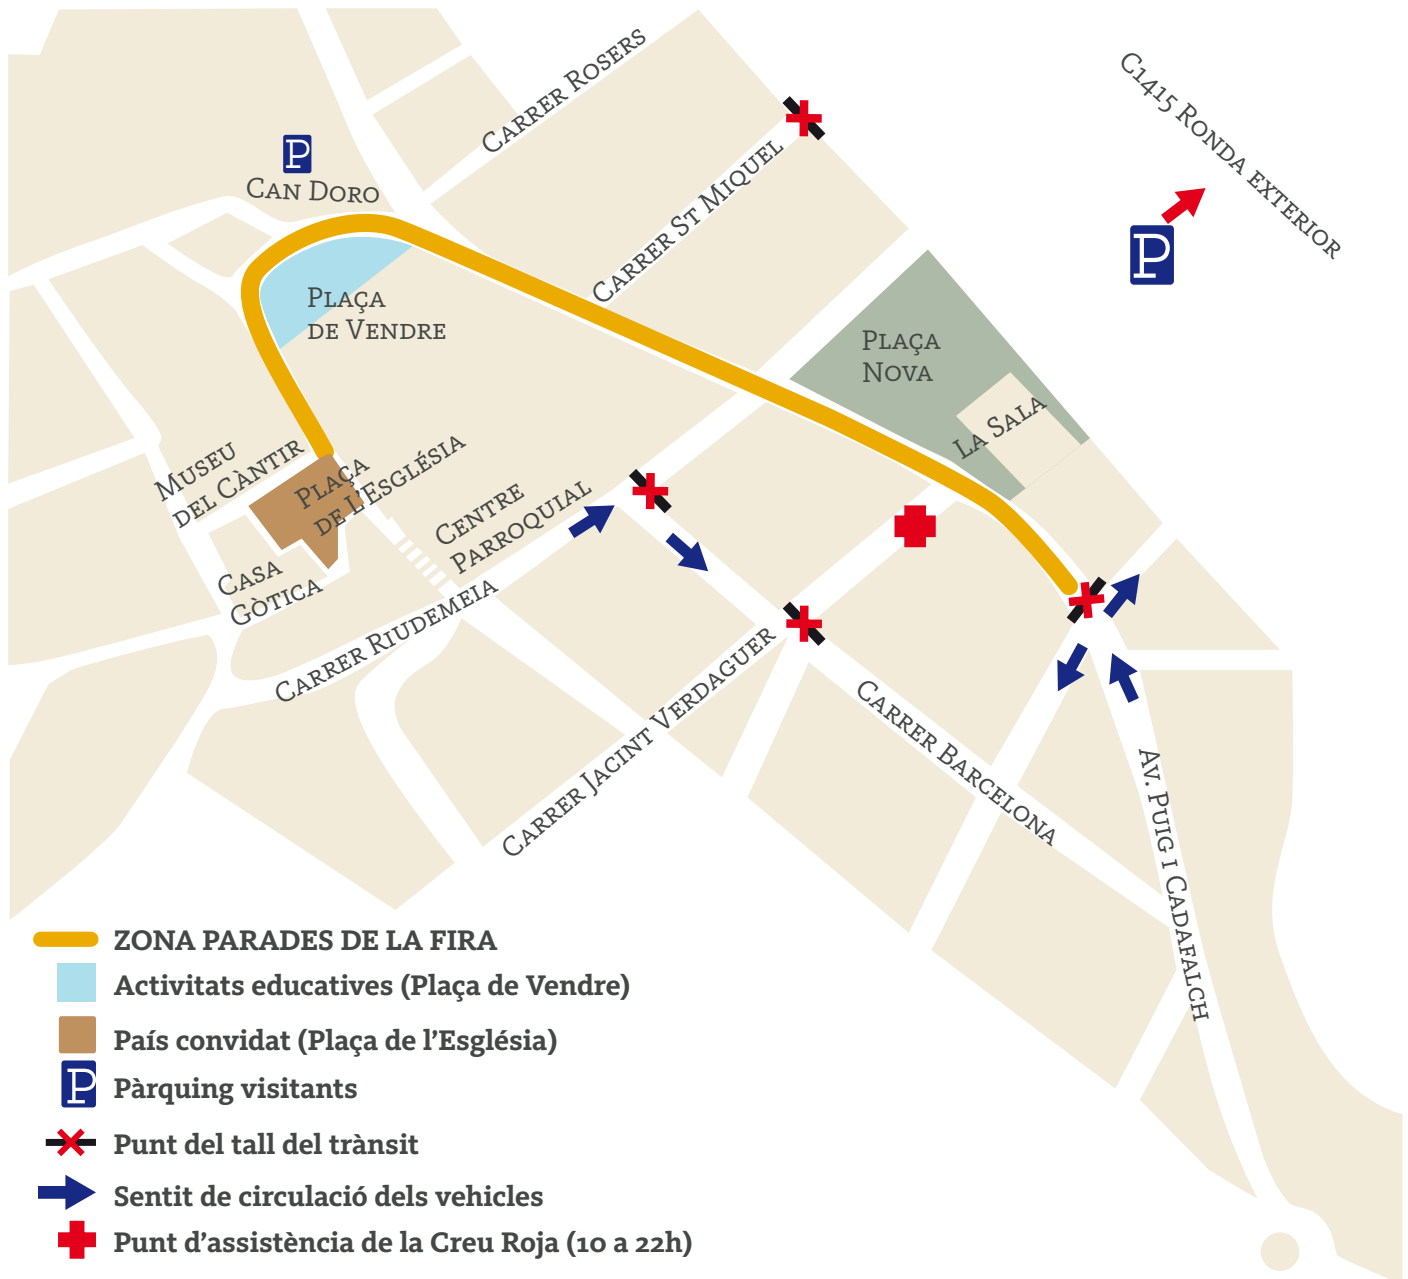 Carrer Rosers
C1415 Ronda exterior
P
Can Doro
Carrer St Miquel
P
Plaça
de Vendre
Plaça
Nova
La Sala
Museu
del Càntir
Plaça
de l'Església
Centre
Parroquial
Casa
Gòtica
Carrer Riudemeia
Carrer Jacint Verdaguer
Carrer Barcelona
Av. Puig i Cadafalch
ZONA PARADES DE LA FIRA
Activitats educatives (Plaça de Vendre)
País convidat (Plaça de l'Església)
P Pàrquing visitants
Punt del tall del trànsit
Sentit de circulació dels vehicles
Punt d'assistència de la Creu Roja (10 a 22h)